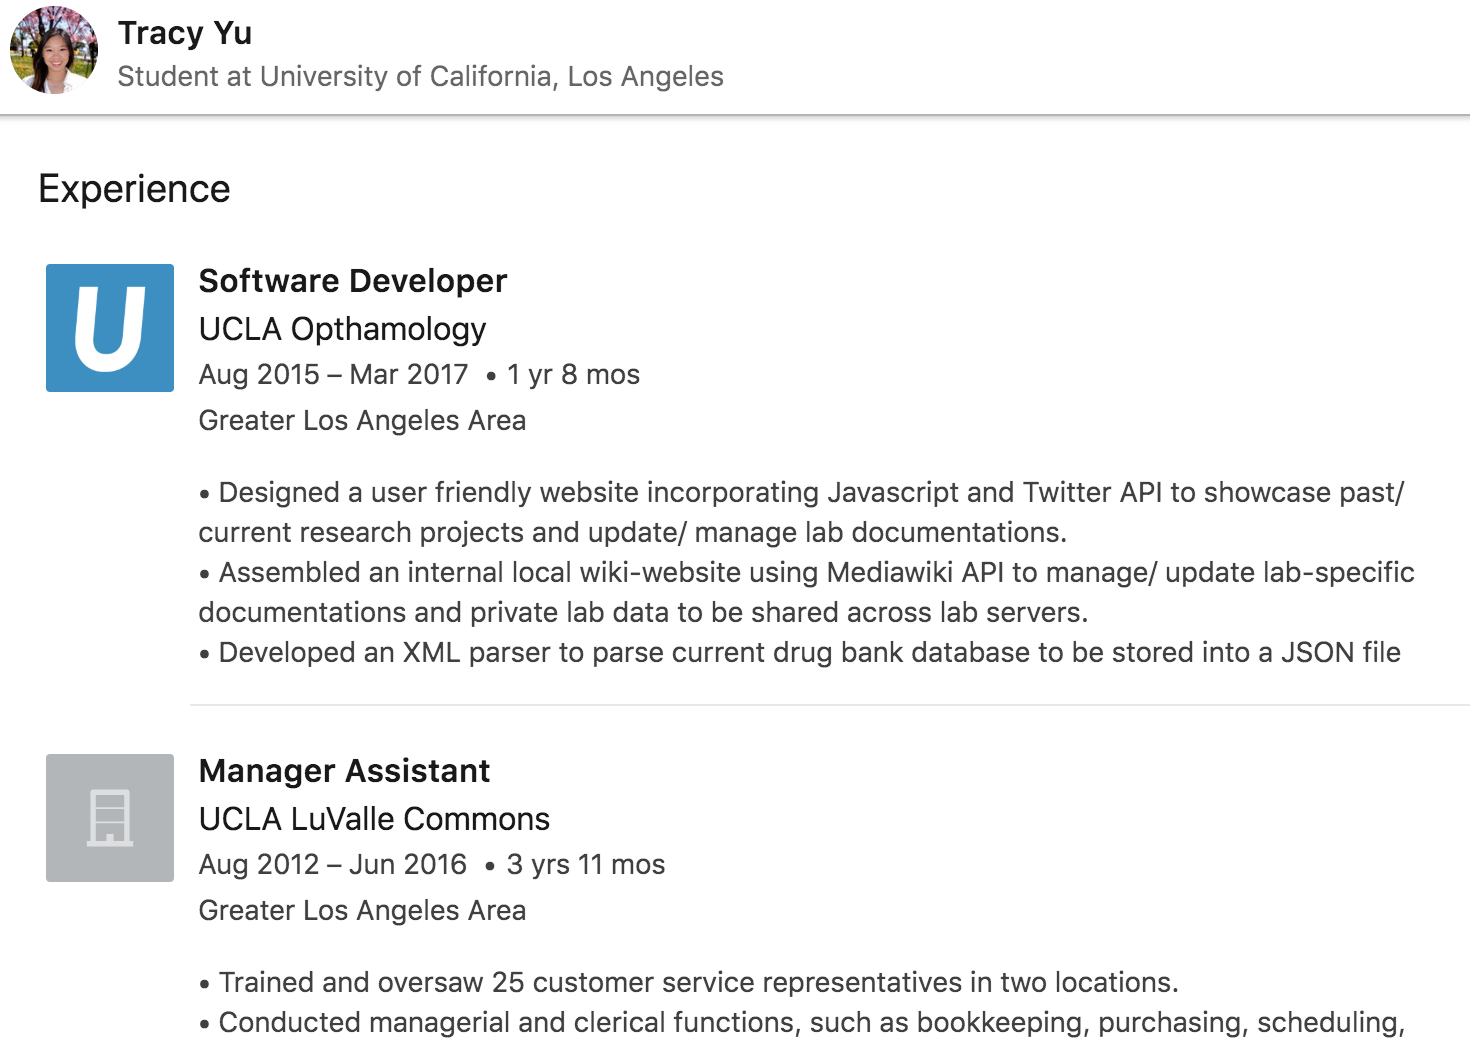 Tracy Yu
Student at University of California, Los Angeles
Experience
U
Software Developer
UCLA Opthamology
Aug 2015 – Mar 2017 • 1 yr 8 mos
Greater Los Angeles Area
• Designed a user friendly website incorporating Javascript and Twitter API to showcase past/
current research projects and update/ manage lab documentations.
• Assembled an internal local wiki-website using Mediawiki API to manage/ update lab-specific
documentations and private lab data to be shared across lab servers.
• Developed an XML parser to parse current drug bank database to be stored into a JSON file
Manager Assistant
UCLA LuValle Commons
Aug 2012 – Jun 2016 • 3 yrs 11 mos
Greater Los Angeles Area
• Trained and oversaw 25 customer service representatives in two locations.
• Conducted managerial and clerical functions, such as bookkeeping, purchasing, scheduling,